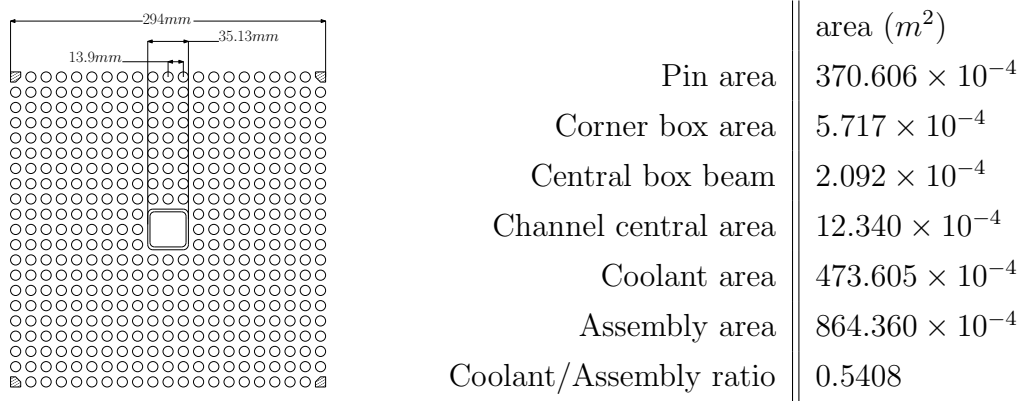 294mm
35.13mm
13.9mm
area (m²)
Pin area 370.606 × 10⁻⁴
Corner box area 5.717 × 10⁻⁴
Central box beam 2.092 × 10⁻⁴
Channel central area 12.340 × 10⁻⁴
Coolant area 473.605 × 10⁻⁴
Assembly area 864.360 × 10⁻⁴
Coolant/Assembly ratio 0.5408